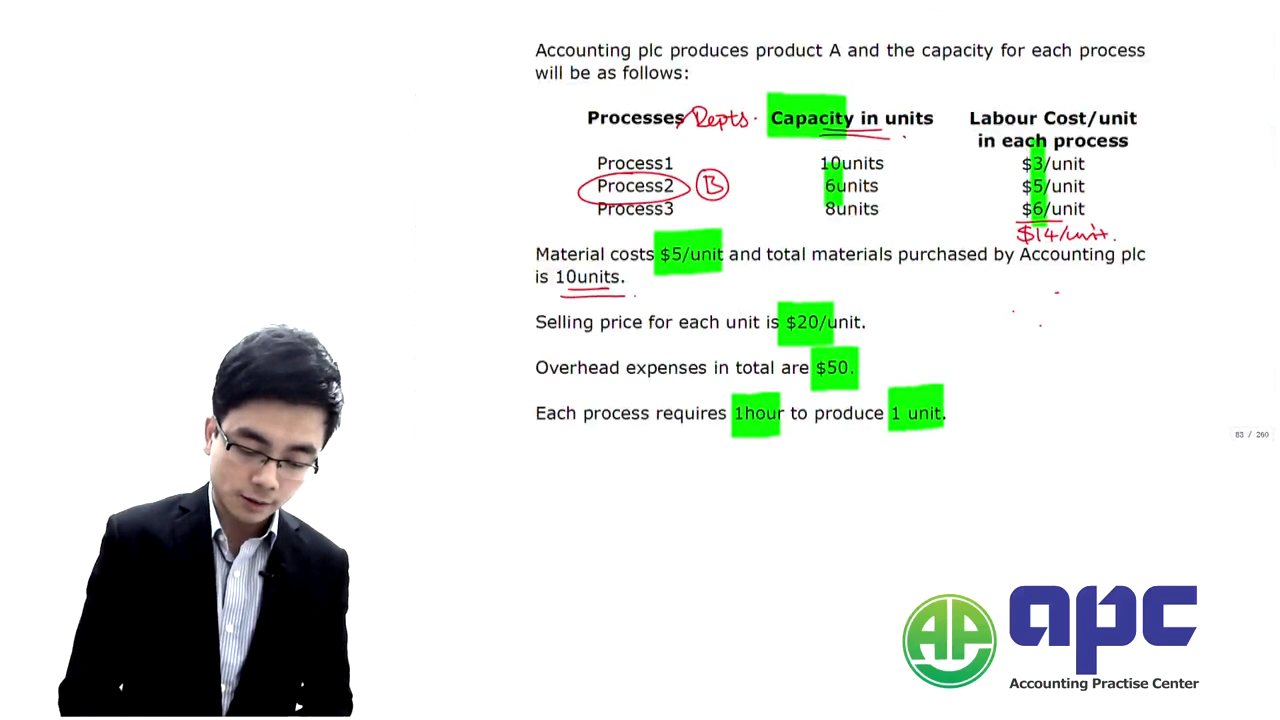 Accounting plc produces product A and the capacity for each process
will be as follows:
Processes / Depts. Capacity in units Labour Cost/unit
in each process
Process1 10units $3/unit
Process2 B 6units $5/unit
Process3 8units $6/unit
$14/unit.
Material costs $5/unit and total materials purchased by Accounting plc
is 10units.
Selling price for each unit is $20/unit.
Overhead expenses in total are $50.
Each process requires 1hour to produce 1 unit.
83 / 260
AP
apc
Accounting Practise Center